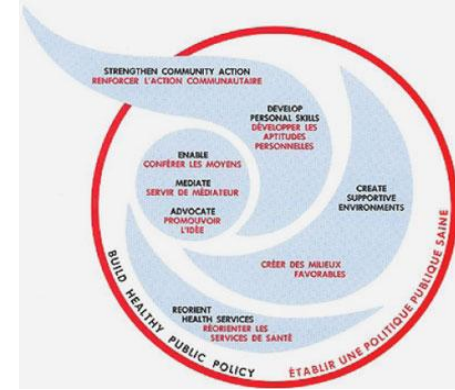 STRENGTHEN COMMUNITY ACTION
RENFORCER L'ACTION COMMUNAUTAIRE
DEVELOP
PERSONAL SKILLS
DÉVELOPPER LES
APTITUDES
PERSONNELLES
ENABLE
CONFÉRER LES MOYENS
MEDIATE
SERVIR DE MÉDIATEUR
ADVOCATE
PROMOUVOIR
L'IDÉE
CREATE
SUPPORTIVE
ENVIRONMENTS
CRÉER DES MILIEUX
FAVORABLES
REORIENT
HEALTH SERVICES
RÉORIENTER LES
SERVICES DE SANTÉ
BUILD HEALTHY PUBLIC POLICY
ÉTABLIR UNE POLITIQUE PUBLIQUE SAINE